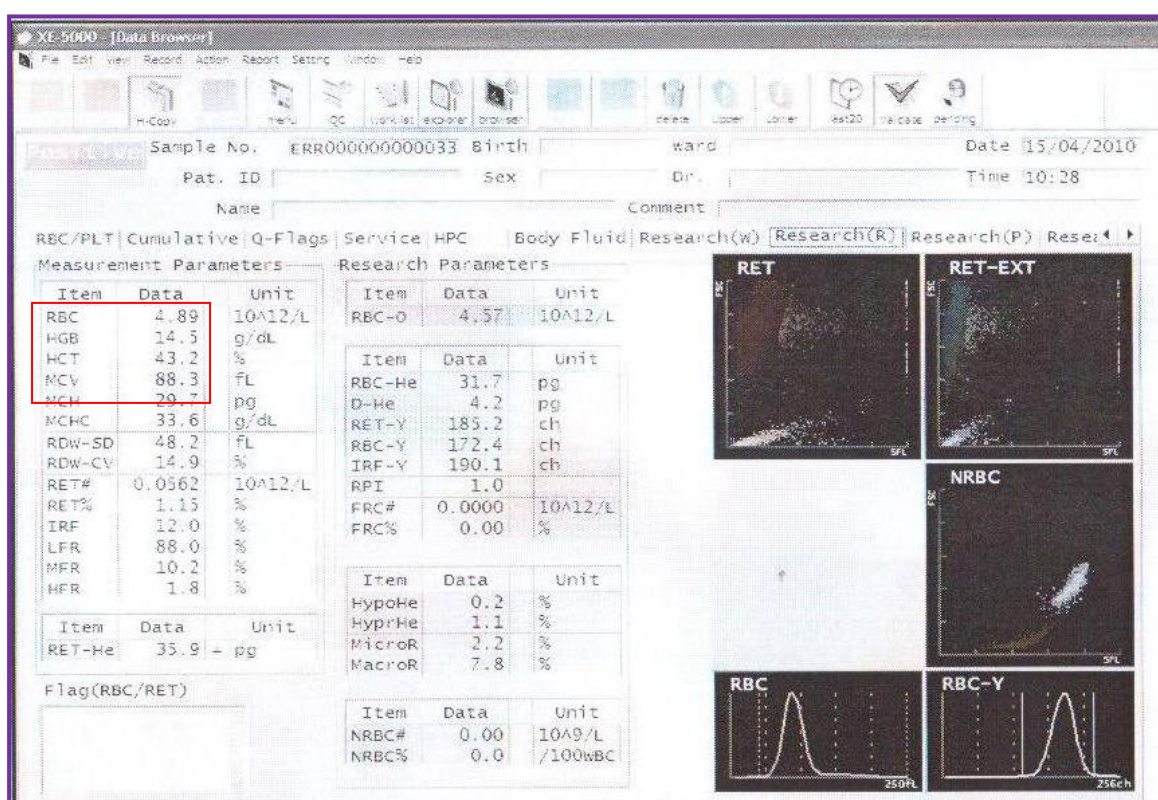 XE-5000 - [Data Browser]
File Edit View Record Action Report Setting Window Help
H-Copy menu QC work list explorer browser delete Upper Lower last20 Validate pending
Positive Sample No. ERR000000000033 Birth Ward Date 15/04/2010
Pat. ID Sex Dr. Time 10:28
Name Comment
RBC/PLT Cumulative Q-Flags Service HPC Body Fluid Research(W) Research(R) Research(P) Resea
Measurement Parameters
Item Data Unit
RBC 4.89 10^12/L
HGB 14.5 g/dL
HCT 43.2 %
MCV 88.3 fL
MCH 29.7 pg
MCHC 33.6 g/dL
RDW-SD 48.2 fL
RDW-CV 14.9 %
RET# 0.0562 10^12/L
RET% 1.15 %
IRF 12.0 %
LFR 88.0 %
MFR 10.2 %
HFR 1.8 %
Item Data Unit
RET-He 35.9 + pg
Flag(RBC/RET)
Research Parameters
Item Data Unit
RBC-O 4.57 10^12/L
Item Data Unit
RBC-He 31.7 pg
D-He 4.2 pg
RET-Y 185.2 ch
RBC-Y 172.4 ch
IRF-Y 190.1 ch
RPI 1.0
FRC# 0.0000 10^12/L
FRC% 0.00 %
Item Data Unit
HypoHe 0.2 %
HyprHe 1.1 %
MicroR 2.2 %
MacroR 7.8 %
Item Data Unit
NRBC# 0.00 10^9/L
NRBC% 0.0 /100WBC
RET
FSC
SFL
RET-EXT
FSC
SFL
NRBC
FSC
SFL
RBC
250fL
RBC-Y
256ch